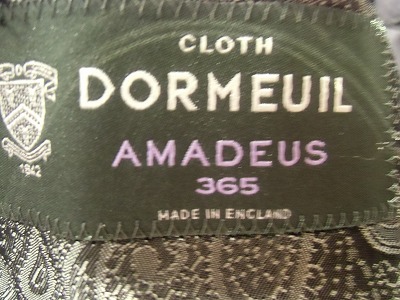 CLOTH
DORMEUIL
AMADEUS
365
MADE IN ENGLAND
1842